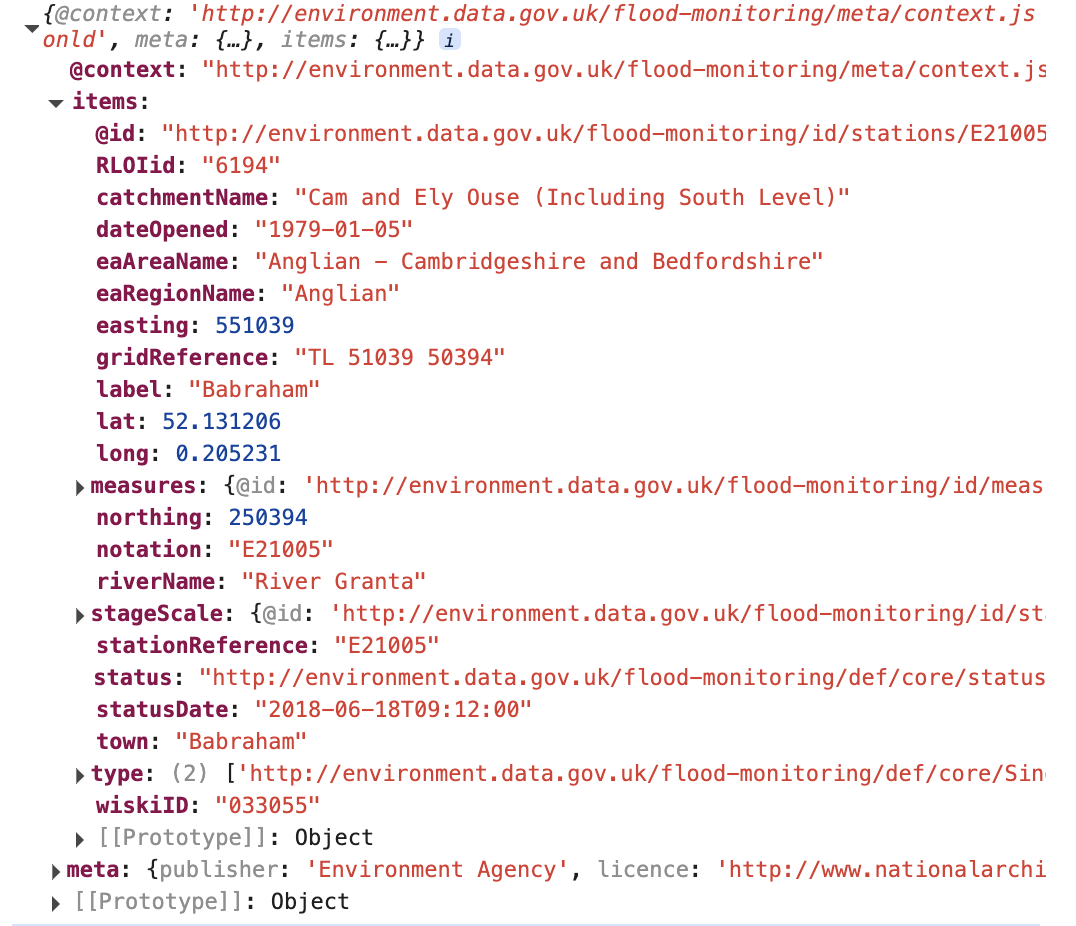 {@context: 'http://environment.data.gov.uk/flood-monitoring/meta/context.js
onld', meta: {…}, items: {…}} i
@context: "http://environment.data.gov.uk/flood-monitoring/meta/context.js
items:
@id: "http://environment.data.gov.uk/flood-monitoring/id/stations/E21005
RLOIid: "6194"
catchmentName: "Cam and Ely Ouse (Including South Level)"
dateOpened: "1979-01-05"
eaAreaName: "Anglian - Cambridgeshire and Bedfordshire"
eaRegionName: "Anglian"
easting: 551039
gridReference: "TL 51039 50394"
label: "Babraham"
lat: 52.131206
long: 0.205231
measures: {@id: 'http://environment.data.gov.uk/flood-monitoring/id/meas
northing: 250394
notation: "E21005"
riverName: "River Granta"
stageScale: {@id: 'http://environment.data.gov.uk/flood-monitoring/id/st
stationReference: "E21005"
status: "http://environment.data.gov.uk/flood-monitoring/def/core/status
statusDate: "2018-06-18T09:12:00"
town: "Babraham"
type: (2) ['http://environment.data.gov.uk/flood-monitoring/def/core/Sin
wiskiID: "033055"
[[Prototype]]: Object
meta: {publisher: 'Environment Agency', licence: 'http://www.nationalarchi
[[Prototype]]: Object